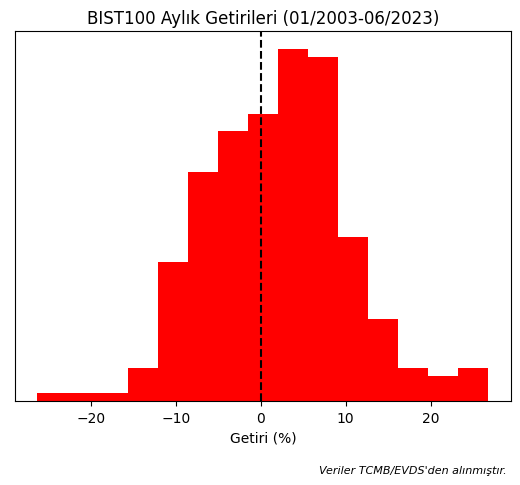 BIST100 Aylık Getirileri (01/2003-06/2023)
−20 −10 0 10 20
Getiri (%)
Veriler TCMB/EVDS'den alınmıştır.